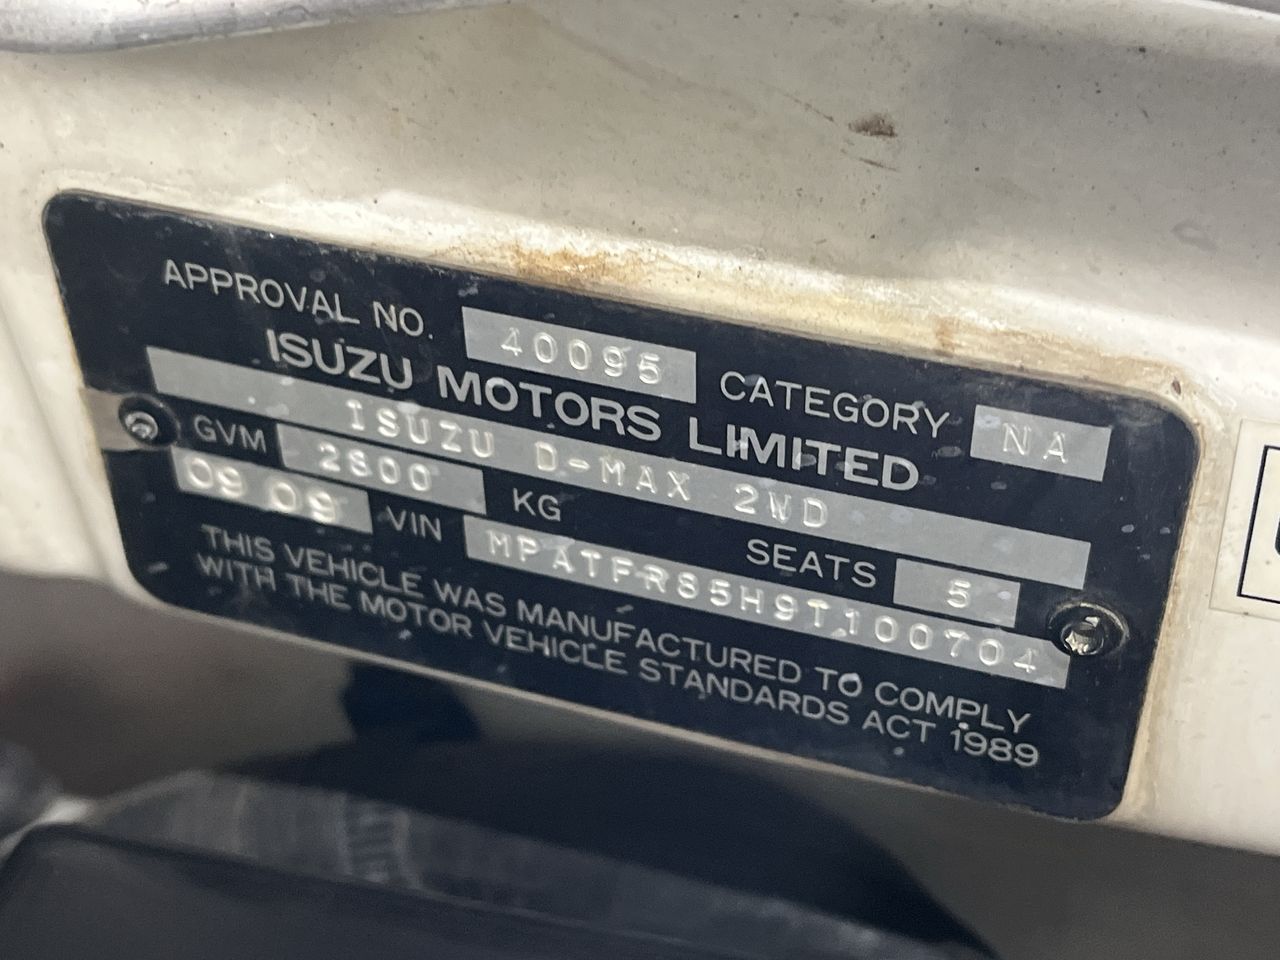 APPROVAL NO. 40095 CATEGORY NA
ISUZU MOTORS LIMITED
ISUZU D-MAX 2WD
GVM 2800 KG SEATS 5
09 09 VIN MPATFR85H9T100704
THIS VEHICLE WAS MANUFACTURED TO COMPLY
WITH THE MOTOR VEHICLE STANDARDS ACT 1989